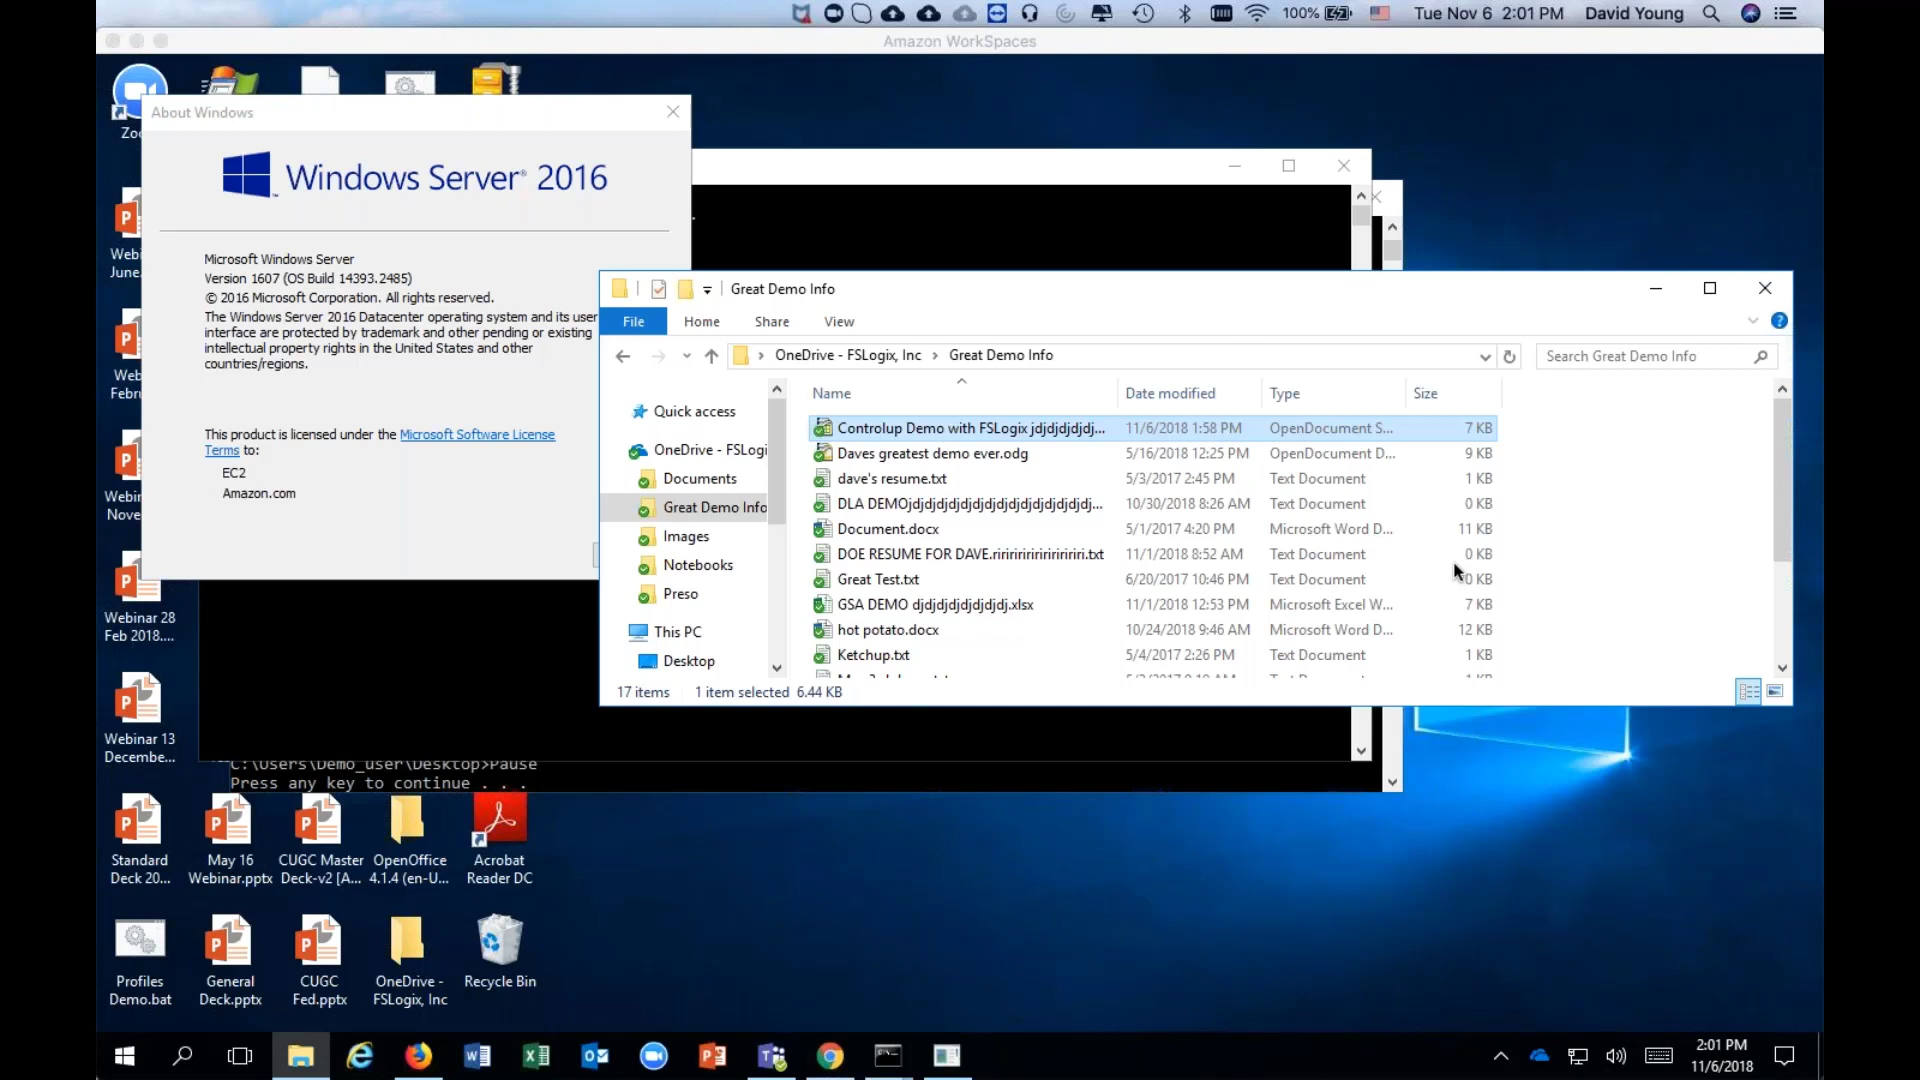 Tue Nov 6 2:01 PM
David Young
100%
Amazon WorkSpaces
About Windows
Windows Server® 2016
Microsoft Windows Server
Version 1607 (OS Build 14393.2485)
© 2016 Microsoft Corporation. All rights reserved.
The Windows Server 2016 Datacenter operating system and its user
interface are protected by trademark and other pending or existing
intellectual property rights in the United States and other
countries/regions.
This product is licensed under the Microsoft Software License
Terms to:
EC2
Amazon.com
Great Demo Info
File Home Share View
OneDrive - FSLogix, Inc > Great Demo Info
Search Great Demo Info
Quick access
OneDrive - FSLogi
Documents
Great Demo Info
Images
Notebooks
Preso
This PC
Desktop
Name Date modified Type Size
Controlup Demo with FSLogix jdjdjdjdjdj... 11/6/2018 1:58 PM OpenDocument S... 7 KB
Daves greatest demo ever.odg 5/16/2018 12:25 PM OpenDocument D... 9 KB
dave's resume.txt 5/3/2017 2:45 PM Text Document 1 KB
DLA DEMOjdjdjdjdjdjdjdjdjdjdjdjdjdjdj... 10/30/2018 8:26 AM Text Document 0 KB
Document.docx 5/1/2017 4:20 PM Microsoft Word D... 11 KB
DOE RESUME FOR DAVE.riririririririririririri.txt 11/1/2018 8:52 AM Text Document 0 KB
Great Test.txt 6/20/2017 10:46 PM Text Document 0 KB
GSA DEMO djdjdjdjdjdjdjdj.xlsx 11/1/2018 12:53 PM Microsoft Excel W... 7 KB
hot potato.docx 10/24/2018 9:46 AM Microsoft Word D... 12 KB
Ketchup.txt 5/4/2017 2:26 PM Text Document 1 KB
17 items 1 item selected 6.44 KB
C:\Users\Demo_user\Desktop>Pause
Press any key to continue . . .
Zoo
Webi
June.
Web
Febru
Webin
Nove
Webinar 28
Feb 2018....
Webinar 13
Decembe...
Standard
Deck 20...
May 16
Webinar.pptx
CUGC Master
Deck-v2 [A...
OpenOffice
4.1.4 (en-U...
Acrobat
Reader DC
Profiles
Demo.bat
General
Deck.pptx
CUGC
Fed.pptx
OneDrive -
FSLogix, Inc
Recycle Bin
2:01 PM
11/6/2018